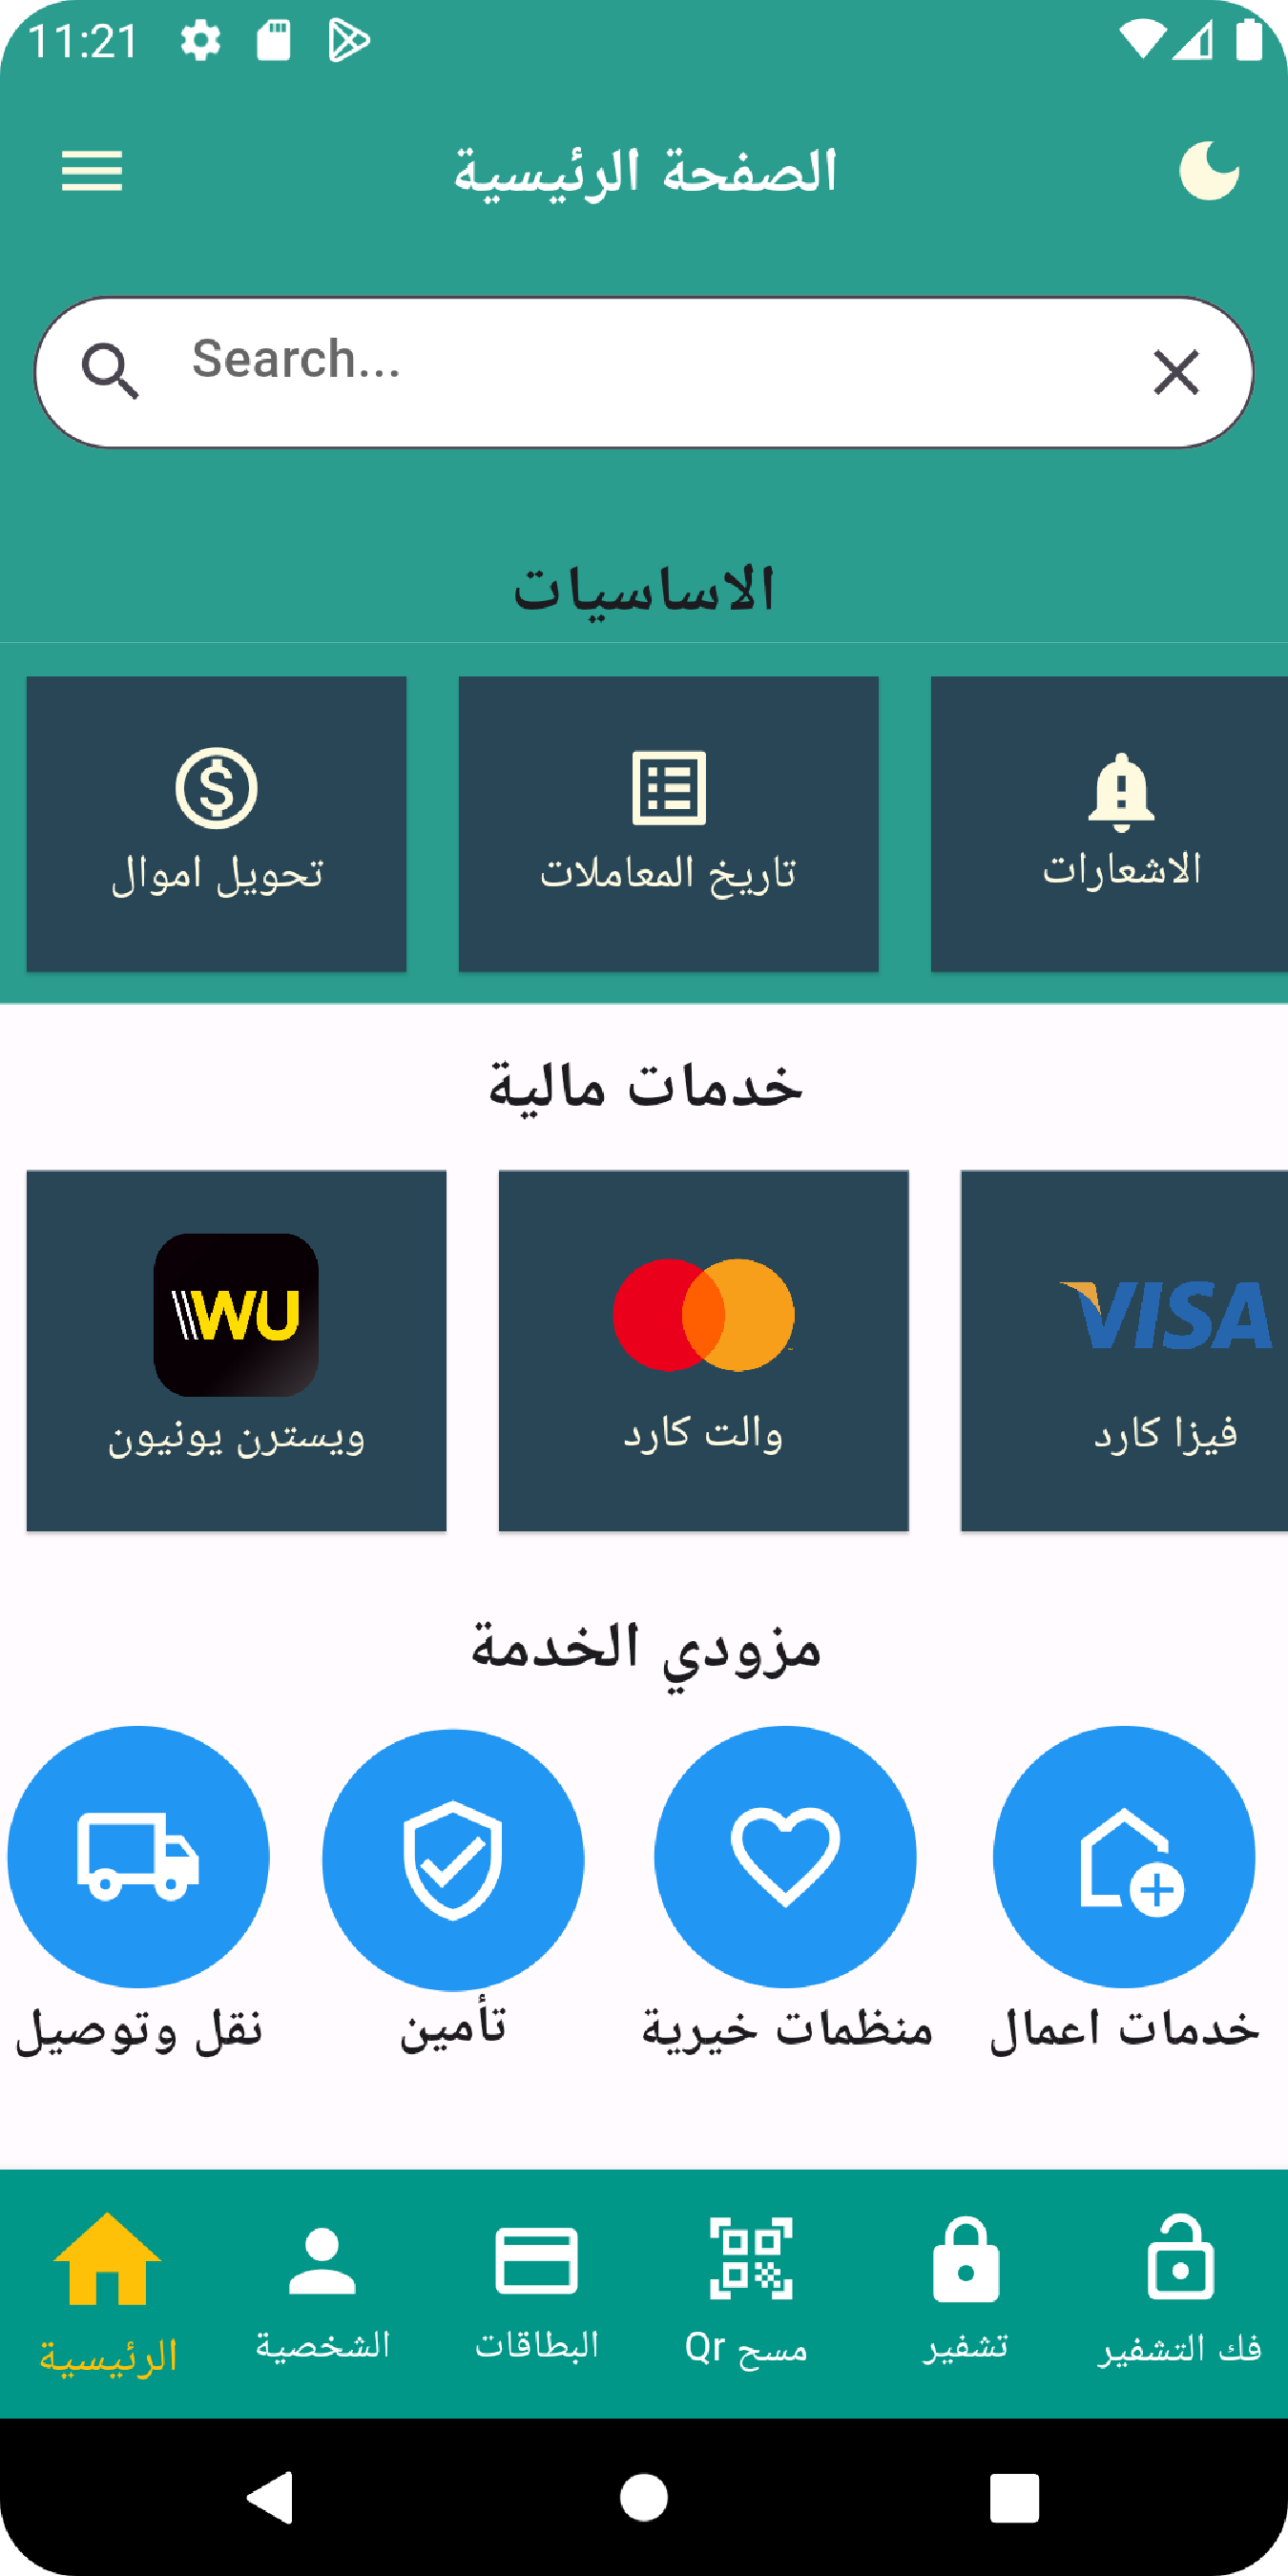 11:21
الصفحة الرئيسية
Search...
الاساسيات
تحويل اموال
تاريخ المعاملات
الاشعارات
خدمات مالية
WU
VISA
ويسترن يونيون
والت كارد
فيزا كارد
مزودي الخدمة
نقل وتوصيل
تأمين
منظمات خيرية
خدمات اعمال
الرئيسية
الشخصية
البطاقات
مسح Qr
تشفير
فك التشفير